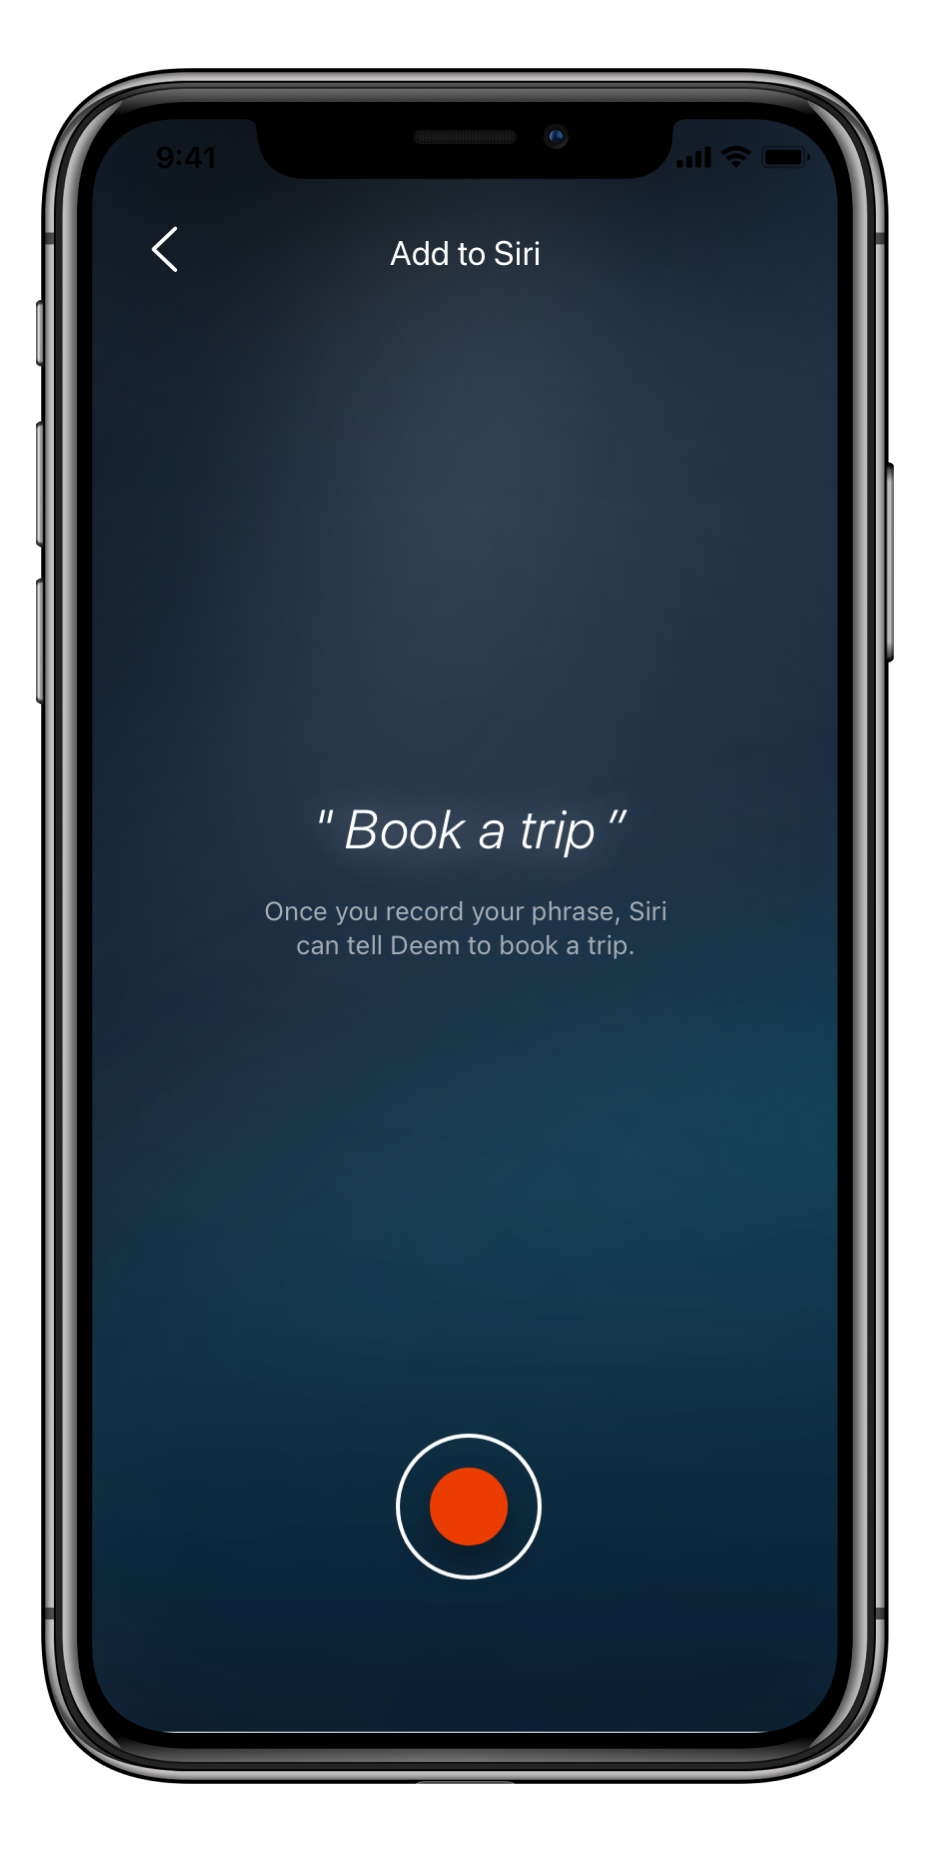 9:41
Add to Siri
" Book a trip "
Once you record your phrase, Siri
can tell Deem to book a trip.